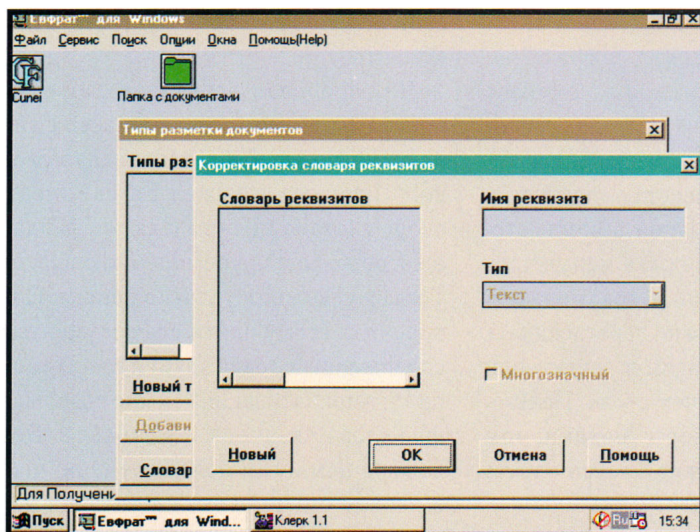 Евфрат™ для Windows
Файл Сервис Поиск Опции Окна Помощь(Help)
Cunei
Папка с документами
Типы разметки документов
Типы раз
Корректировка словаря реквизитов
Словарь реквизитов
Имя реквизита
Тип
Текст
Многозначный
Новый т
Добави
Словар
Новый
OK
Отмена
Помощь
Для Получени
Пуск
Евфрат™ для Wind...
Клерк 1.1
Ru
15:34